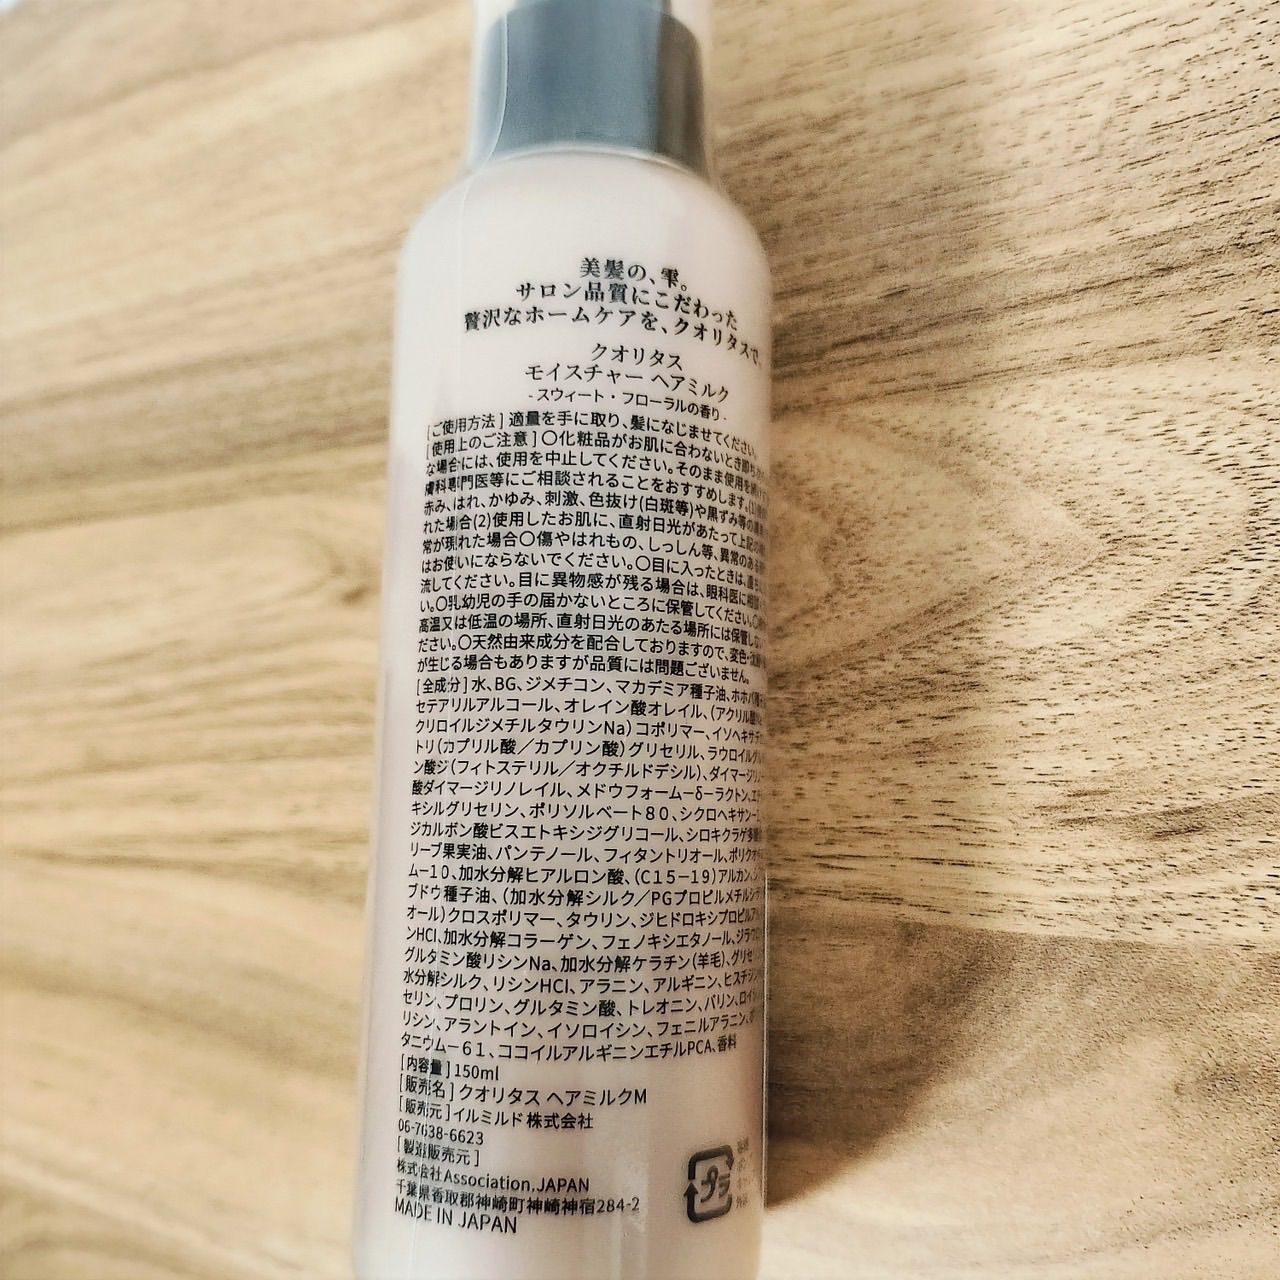 美髪の、雫。
サロン品質にこだわった
贅沢なホームケアを、クオリタスで。
クオリタス
モイスチャー ヘアミルク
- スウィート・フローラルの香り -
[ご使用方法] 適量を手に取り、髪になじませてください。
[使用上のご注意] 〇化粧品がお肌に合わないとき即ち
な場合には、使用を中止してください。そのまま使用を
膚科専門医等にご相談されることをおすすめします。(1)
赤み、はれ、かゆみ、刺激、色抜け(白斑等)や黒ずみ等の
れた場合(2)使用したお肌に、直射日光があたって上記の
常が現れた場合〇傷やはれもの、しっしん等、異常のある
はお使いにならないでください。〇目に入ったときは、
流してください。目に異物感が残る場合は、眼科医に
い。〇乳幼児の手の届かないところに保管してください。
高温又は低温の場所、直射日光のあたる場所には保管し
ださい。〇天然由来成分を配合しておりますので、変色・
が生じる場合もありますが品質には問題ございません。
[全成分] 水、BG、ジメチコン、マカデミア種子油、ホホバ
セテアリルアルコール、オレイン酸オレイル、(アクリル酸
クリロイルジメチルタウリンNa)コポリマー、イソヘキサ
トリ(カプリル酸／カプリン酸)グリセリル、ラウロイル
ン酸ジ(フィトステリル／オクチルドデシル)、ダイマージリノ
酸ダイマージリノレイル、メドウフォームーδーラクトン、エ
キシルグリセリン、ポリソルベート80、シクロヘキサン
ジカルボン酸ビスエトキシジグリコール、シロキクラゲ多糖
リーブ果実油、パンテノール、フィタントリオール、ポリクオ
ムー10、加水分解ヒアルロン酸、(C15-19)アルカン、
ブドウ種子油、(加水分解シルク／PGプロピルメチルシ
オール)クロスポリマー、タウリン、ジヒドロキシプロピルア
ンHCl、加水分解コラーゲン、フェノキシエタノール、ジラウ
グルタミン酸リシンNa、加水分解ケラチン(羊毛)、グリセ
水分解シルク、リシンHCl、アラニン、アルギニン、ヒスチジン
セリン、プロリン、グルタミン酸、トレオニン、バリン、ロイ
リシン、アラントイン、イソロイシン、フェニルアラニン、
タニウムー61、ココイルアルギニンエチルPCA、香料
[内容量] 150ml
[販売名] クオリタス ヘアミルクM
[販売元] イルミルド株式会社
06-7638-6623
[製造販売元]
株式会社Association,JAPAN
千葉県香取郡神崎町神崎神宿284-2
MADE IN JAPAN
プラ